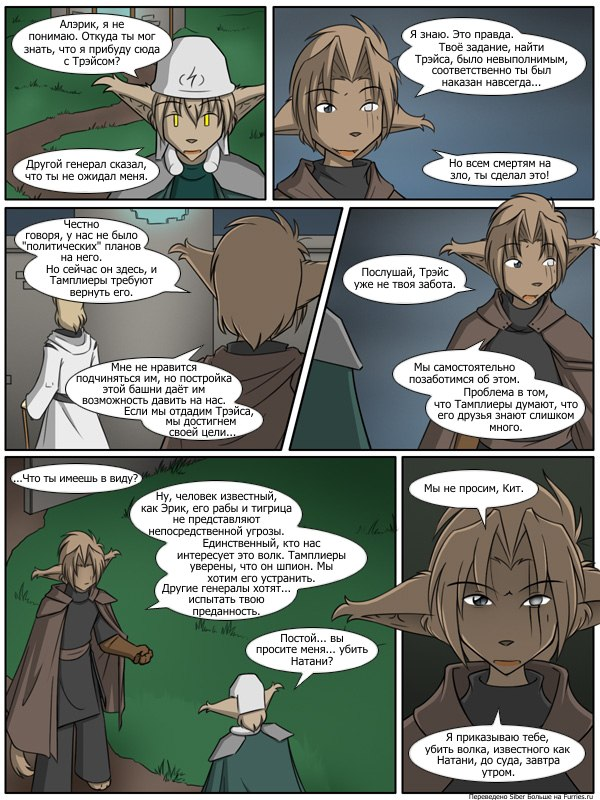 Алэрик, я не
понимаю. Откуда ты мог
знать, что я прибуду сюда
с Трэйсом?
Другой генерал сказал,
что ты не ожидал меня.
Я знаю. Это правда.
Твоё задание, найти
Трэйса, было невыполнимым,
соответственно ты был
наказан навсегда...
Но всем смертям на
зло, ты сделал это!
Честно
говоря, у нас не было
"политических" планов
на него.
Но сейчас он здесь, и
Тамплиеры требуют
вернуть его.
Мне не нравится
подчиняться им, но постройка
этой башни даёт им
возможность давить на нас.
Если мы отдадим Трэйса,
мы достигнем
своей цели...
Послушай, Трэйс
уже не твоя забота.
Мы самостоятельно
позаботимся об этом.
Проблема в том,
что Тамплиеры думают, что
его друзья знают слишком
много.
...Что ты имеешь в виду?
Ну, человек известный,
как Эрик, его рабы и тигрица
не представляют
непосредственной угрозы.
Единственный, кто нас
интересует это волк. Тамплиеры
уверены, что он шпион. Мы
хотим его устранить.
Другие генералы хотят...
испытать твою
преданность.
Постой... вы
просите меня... убить
Натани?
Мы не просим, Кит.
Я приказываю тебе,
убить волка, известного как
Натани, до суда, завтра
утром.
Переведено Siber Больше на Furries.ru